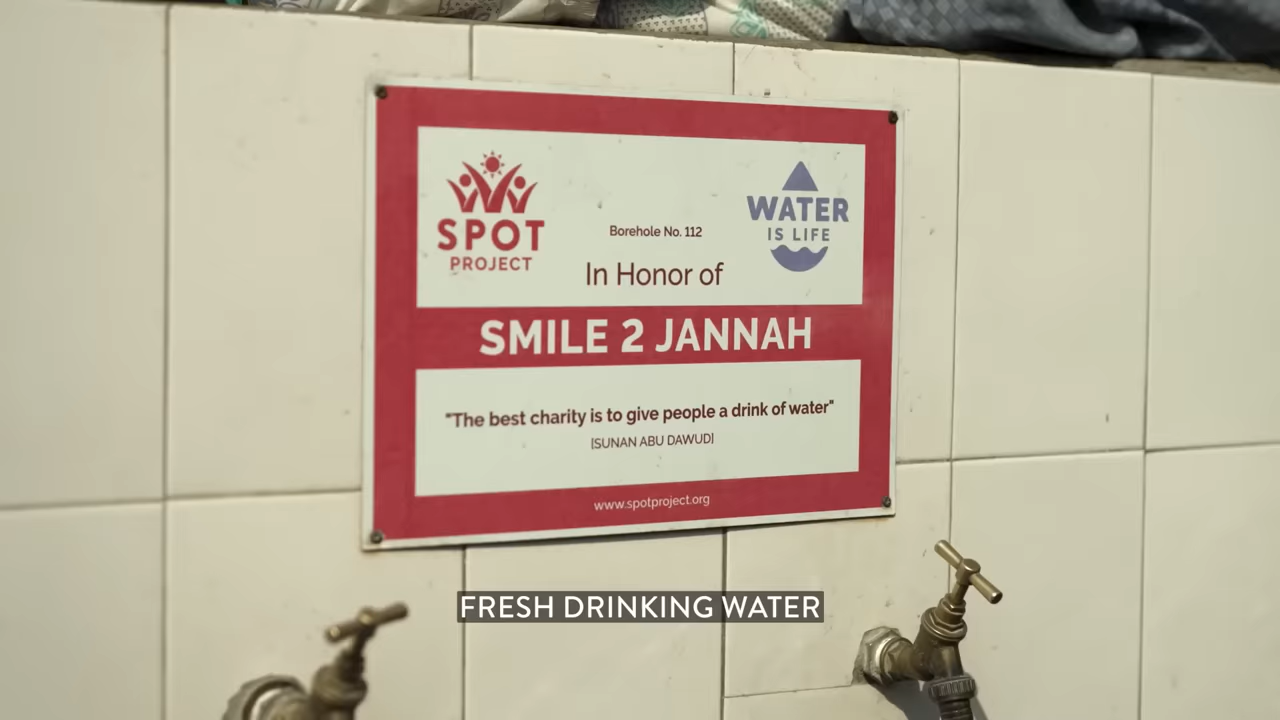 SPOT
PROJECT
WATER
IS LIFE
Borehole No. 112
In Honor of
SMILE 2 JANNAH
"The best charity is to give people a drink of water"
[SUNAN ABU DAWUD]
www.spotproject.org
FRESH DRINKING WATER